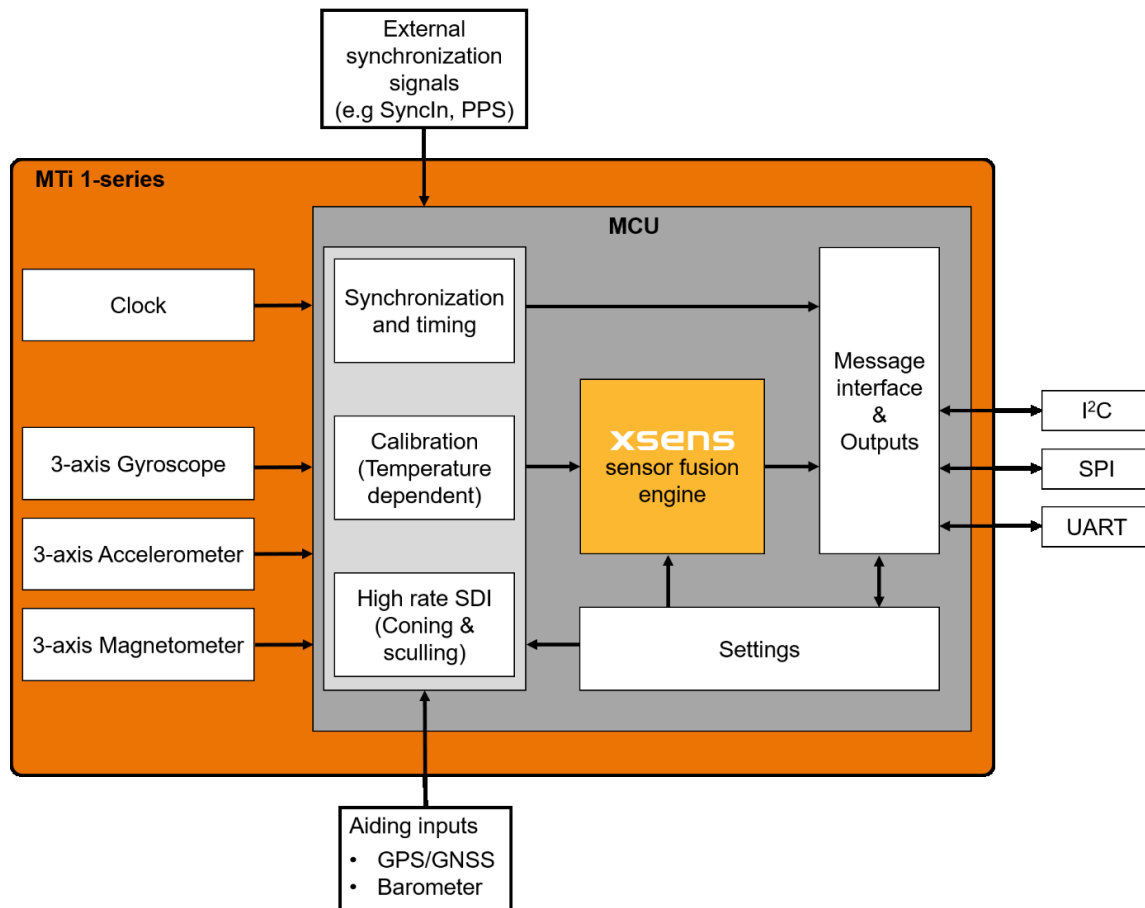 External
synchronization
signals
(e.g SyncIn, PPS)
MTi 1-series
MCU
Clock
Synchronization
and timing
Message
interface
&
Outputs
3-axis Gyroscope
Calibration
(Temperature
dependent)
xsens
sensor fusion
engine
I²C
SPI
UART
3-axis Accelerometer
3-axis Magnetometer
High rate SDI
(Coning &
sculling)
Settings
Aiding inputs
• GPS/GNSS
• Barometer